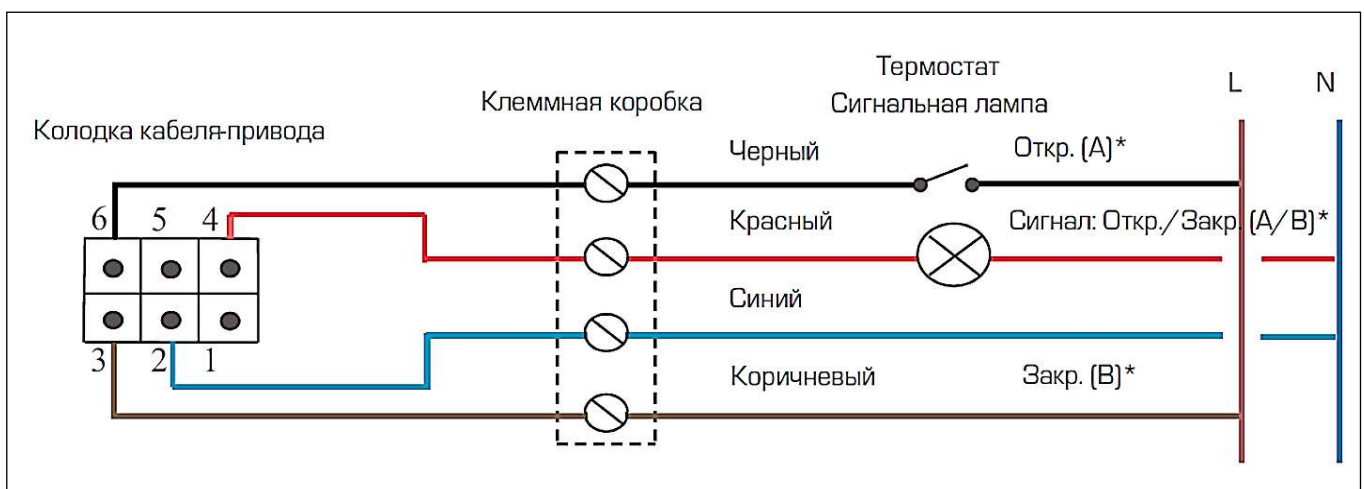 Термостат
Сигнальная лампа
L
N
Клеммная коробка
Колодка кабеля-привода
Черный
Откр. (A)*
6 5 4
Красный
Сигнал: Откр./Закр. (A/B)*
Синий
3 2 1
Коричневый
Закр. (B)*